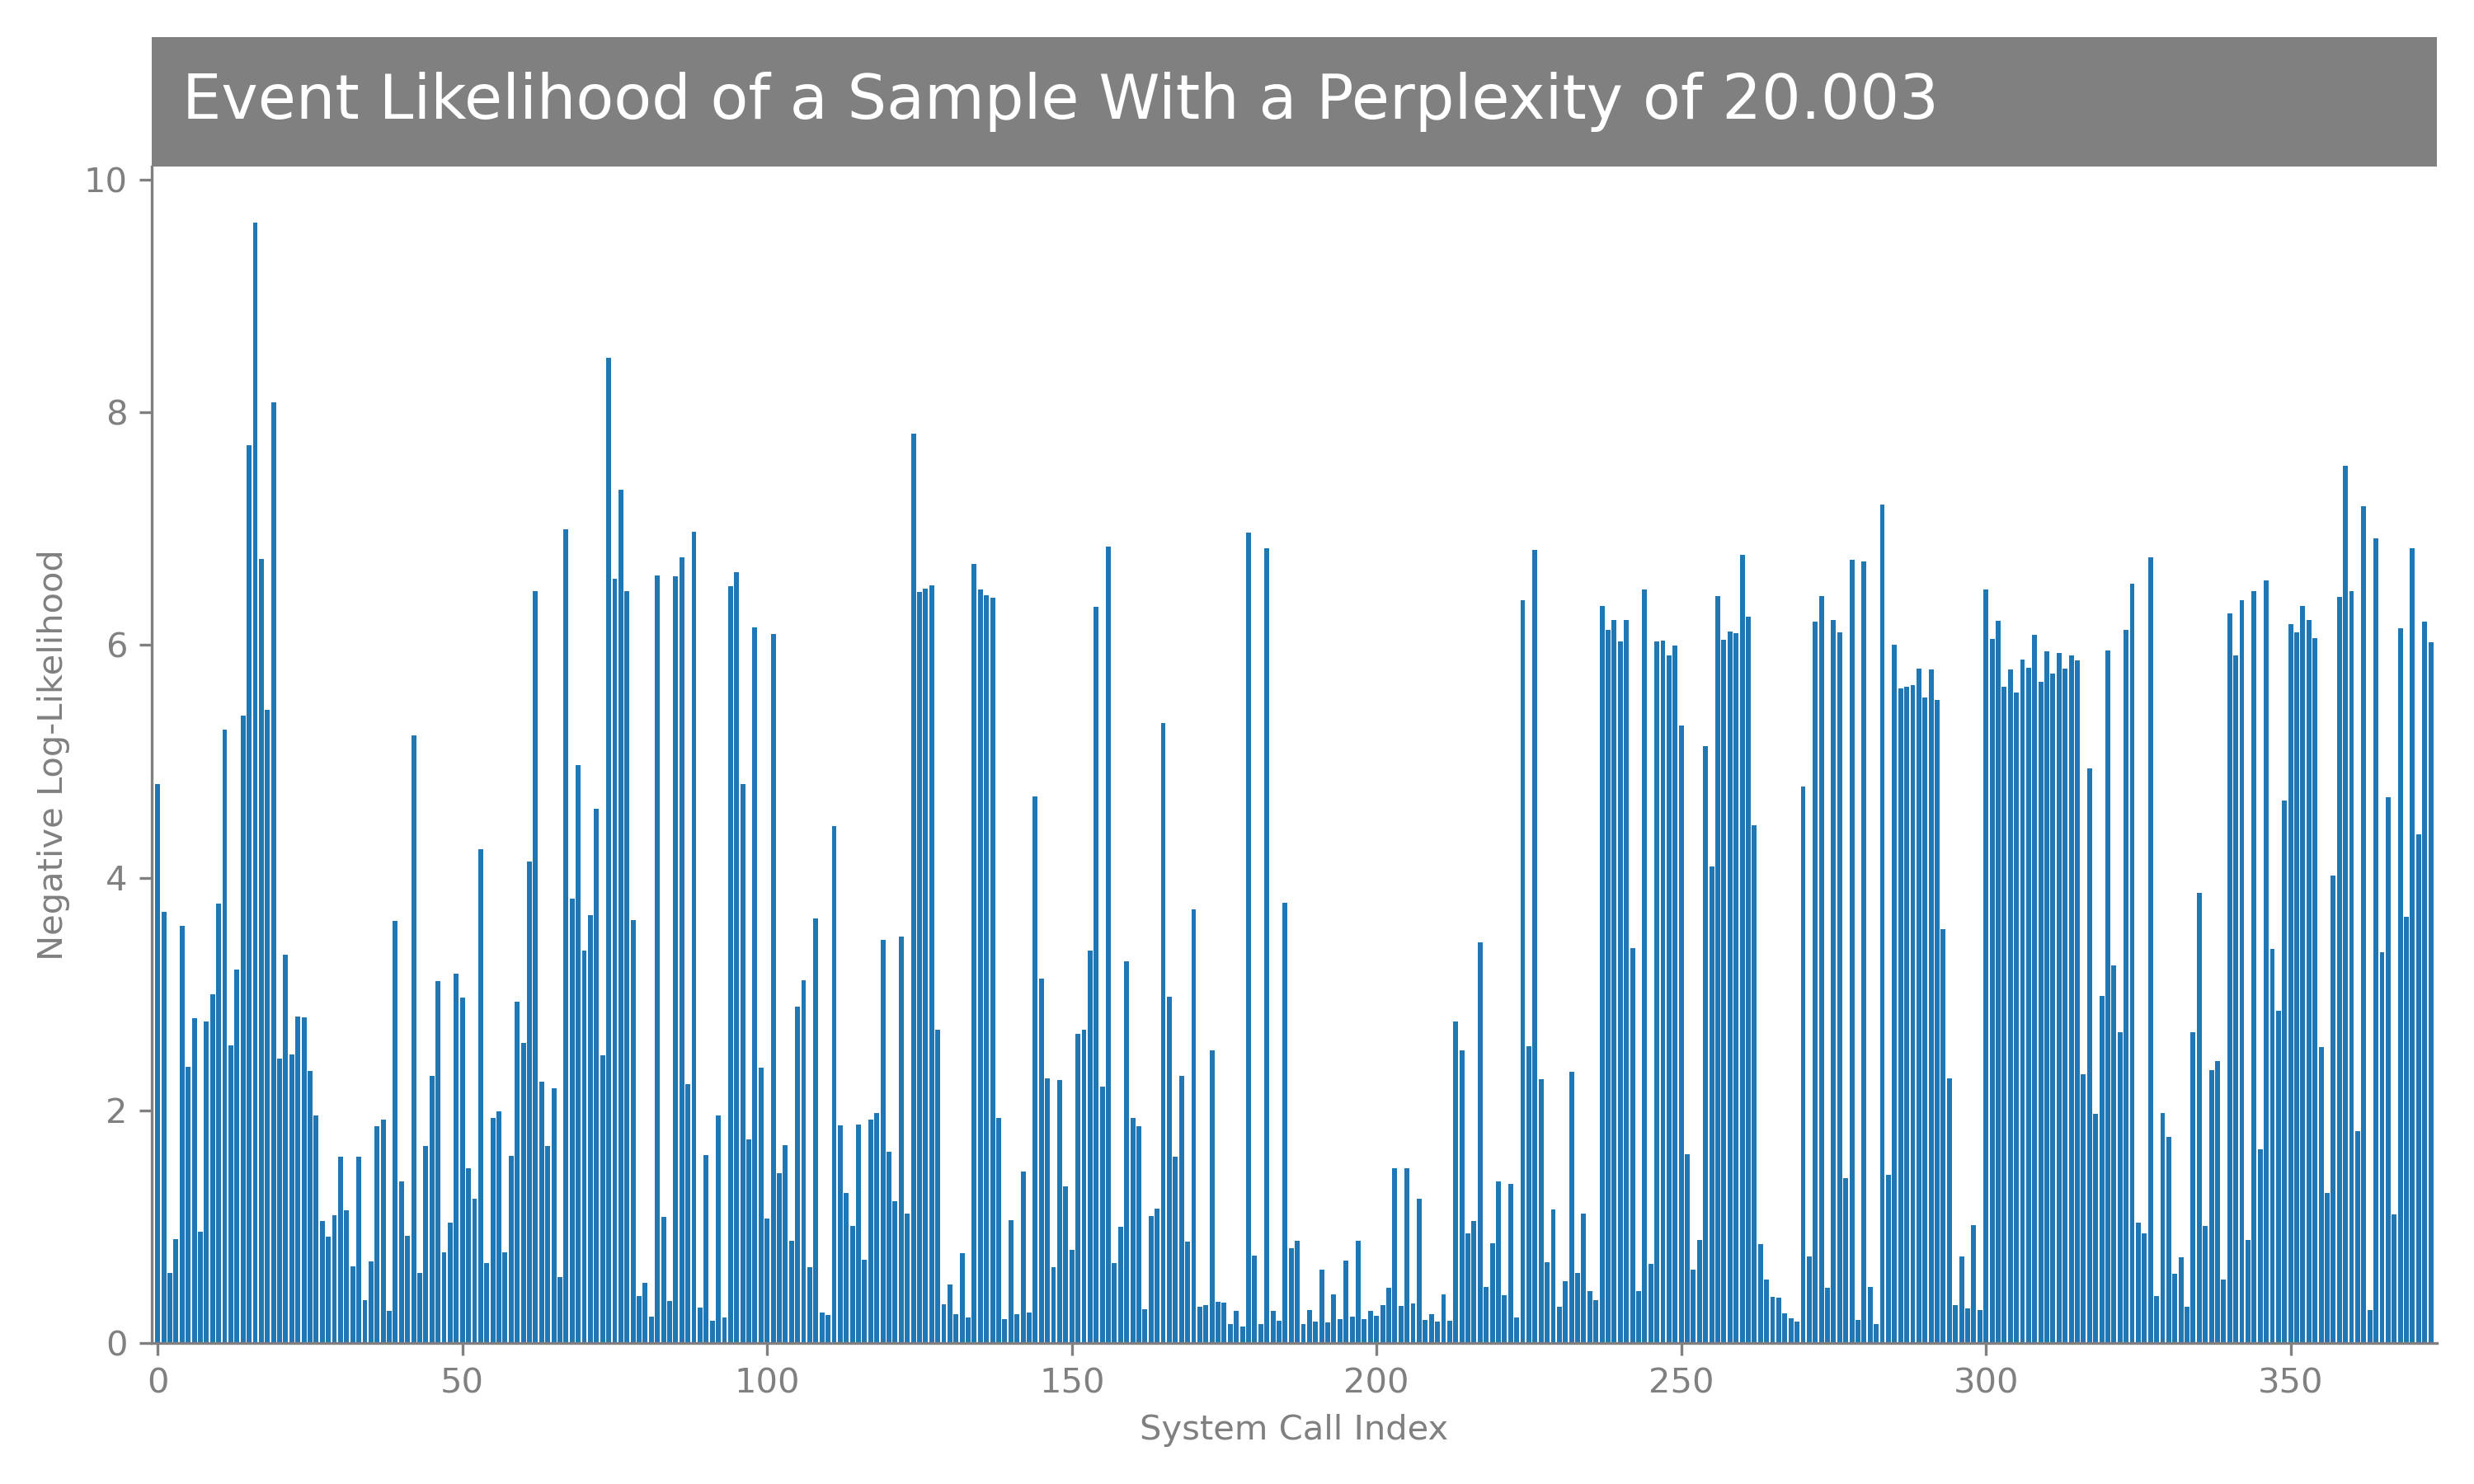 Event Likelihood of a Sample With a Perplexity of 20.003
10
8
6
4
2
0
Negative Log-Likelihood
0 50 100 150 200 250 300 350
System Call Index